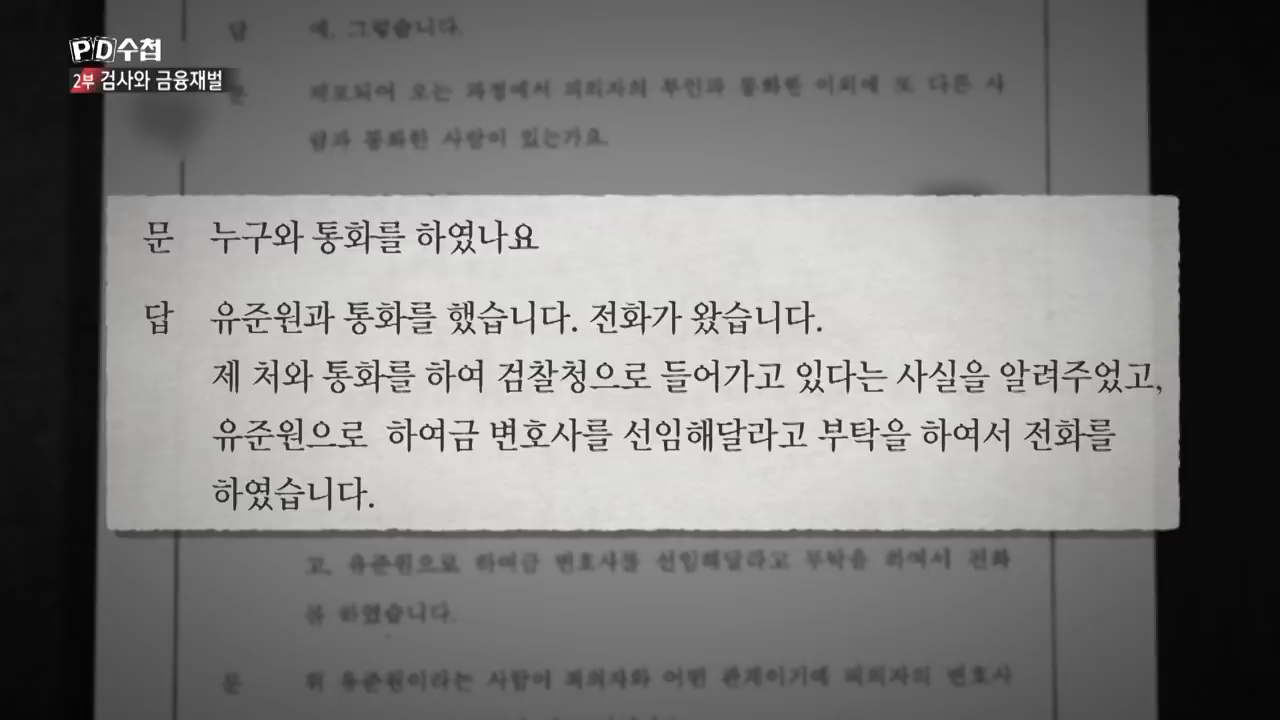 PD수첩
2부 검사와 금융재벌
답 예, 그렇습니다.
문 체포되어 오는 과정에서 피의자의 부인과 통화한 이외에 또 다른 사
람과 통화한 사람이 있는가요.
문 누구와 통화를 하였나요
답 유준원과 통화를 했습니다. 전화가 왔습니다.
제 처와 통화를 하여 검찰청으로 들어가고 있다는 사실을 알려주었고,
유준원으로 하여금 변호사를 선임해달라고 부탁을 하여서 전화를
하였습니다.
고, 유준원으로 하여금 변호사를 선임해달라고 부탁을 하여서 전화
를 하였습니다.
문 위 유준원이라는 사람이 피의자와 어떤 관계이기에 피의자의 변호사